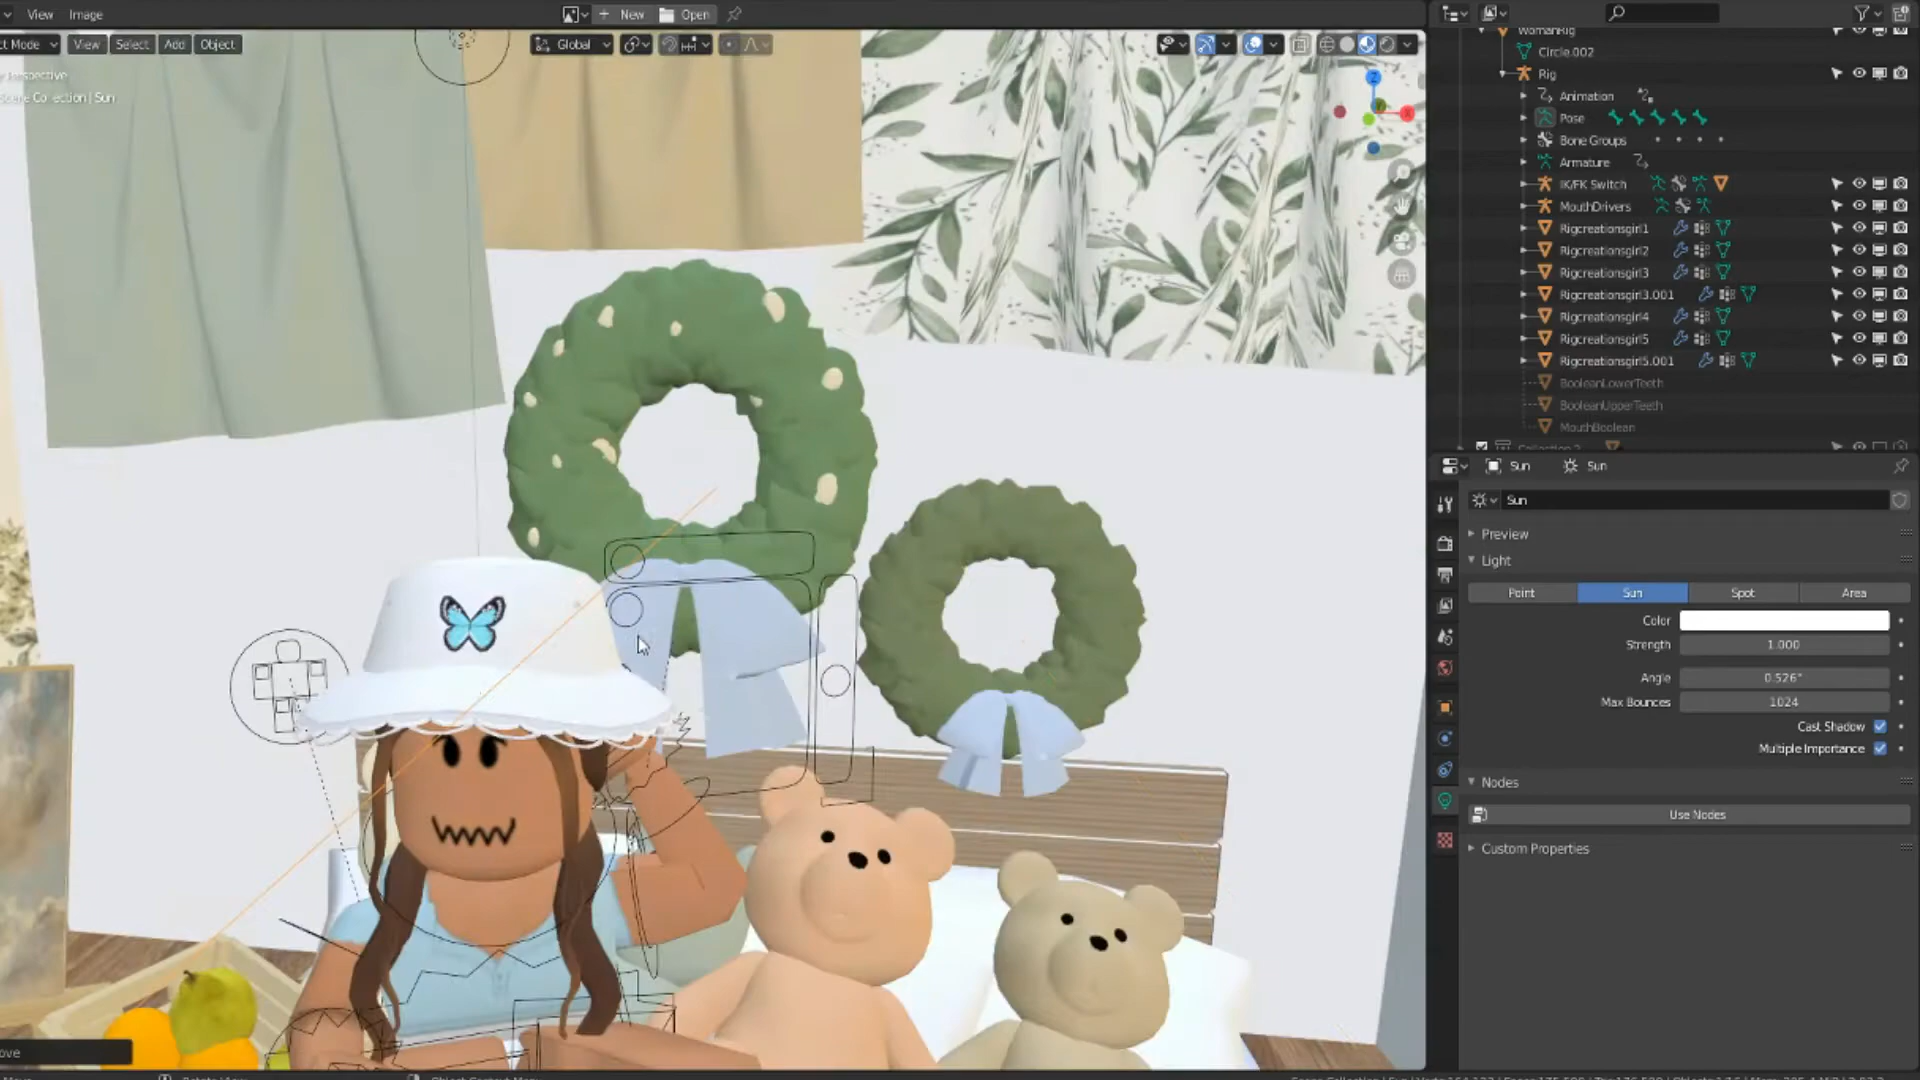 View Image
New Open
Mode View Select Add Object Global
Sun
WomanRig
Circle.002
Rig
Animation
Pose
Bone Groups
Armature
IK/FK Switch
MouthDrivers
Rigcreationsgirl1
Rigcreationsgirl2
Rigcreationsgirl3
Rigcreationsgirl3.001
Rigcreationsgirl4
Rigcreationsgirl5
Rigcreationsgirl5.001
BooleanLowerTeeth
BooleanUpperTeeth
MouthBoolean
Sun Sun
Sun
Preview
Light
Point Sun Spot Area
Color
Strength 1.000
Angle 0.526°
Max Bounces 1024
Cast Shadow
Multiple Importance
Nodes
Use Nodes
Custom Properties